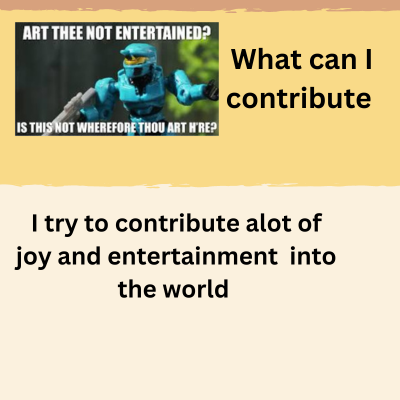 ART THEE NOT ENTERTAINED?
IS THIS NOT WHEREFORE THOU ART H'RE?
What can I
contribute
I try to contribute alot of
joy and entertainment into
the world